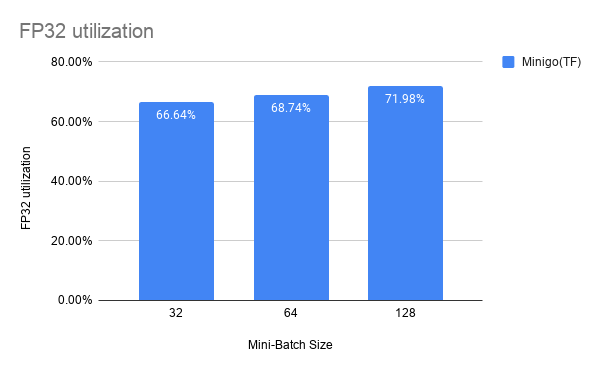 FP32 utilization
Minigo(TF)
FP32 utilization
80.00%
60.00%
40.00%
20.00%
0.00%
66.64%
68.74%
71.98%
32
64
128
Mini-Batch Size